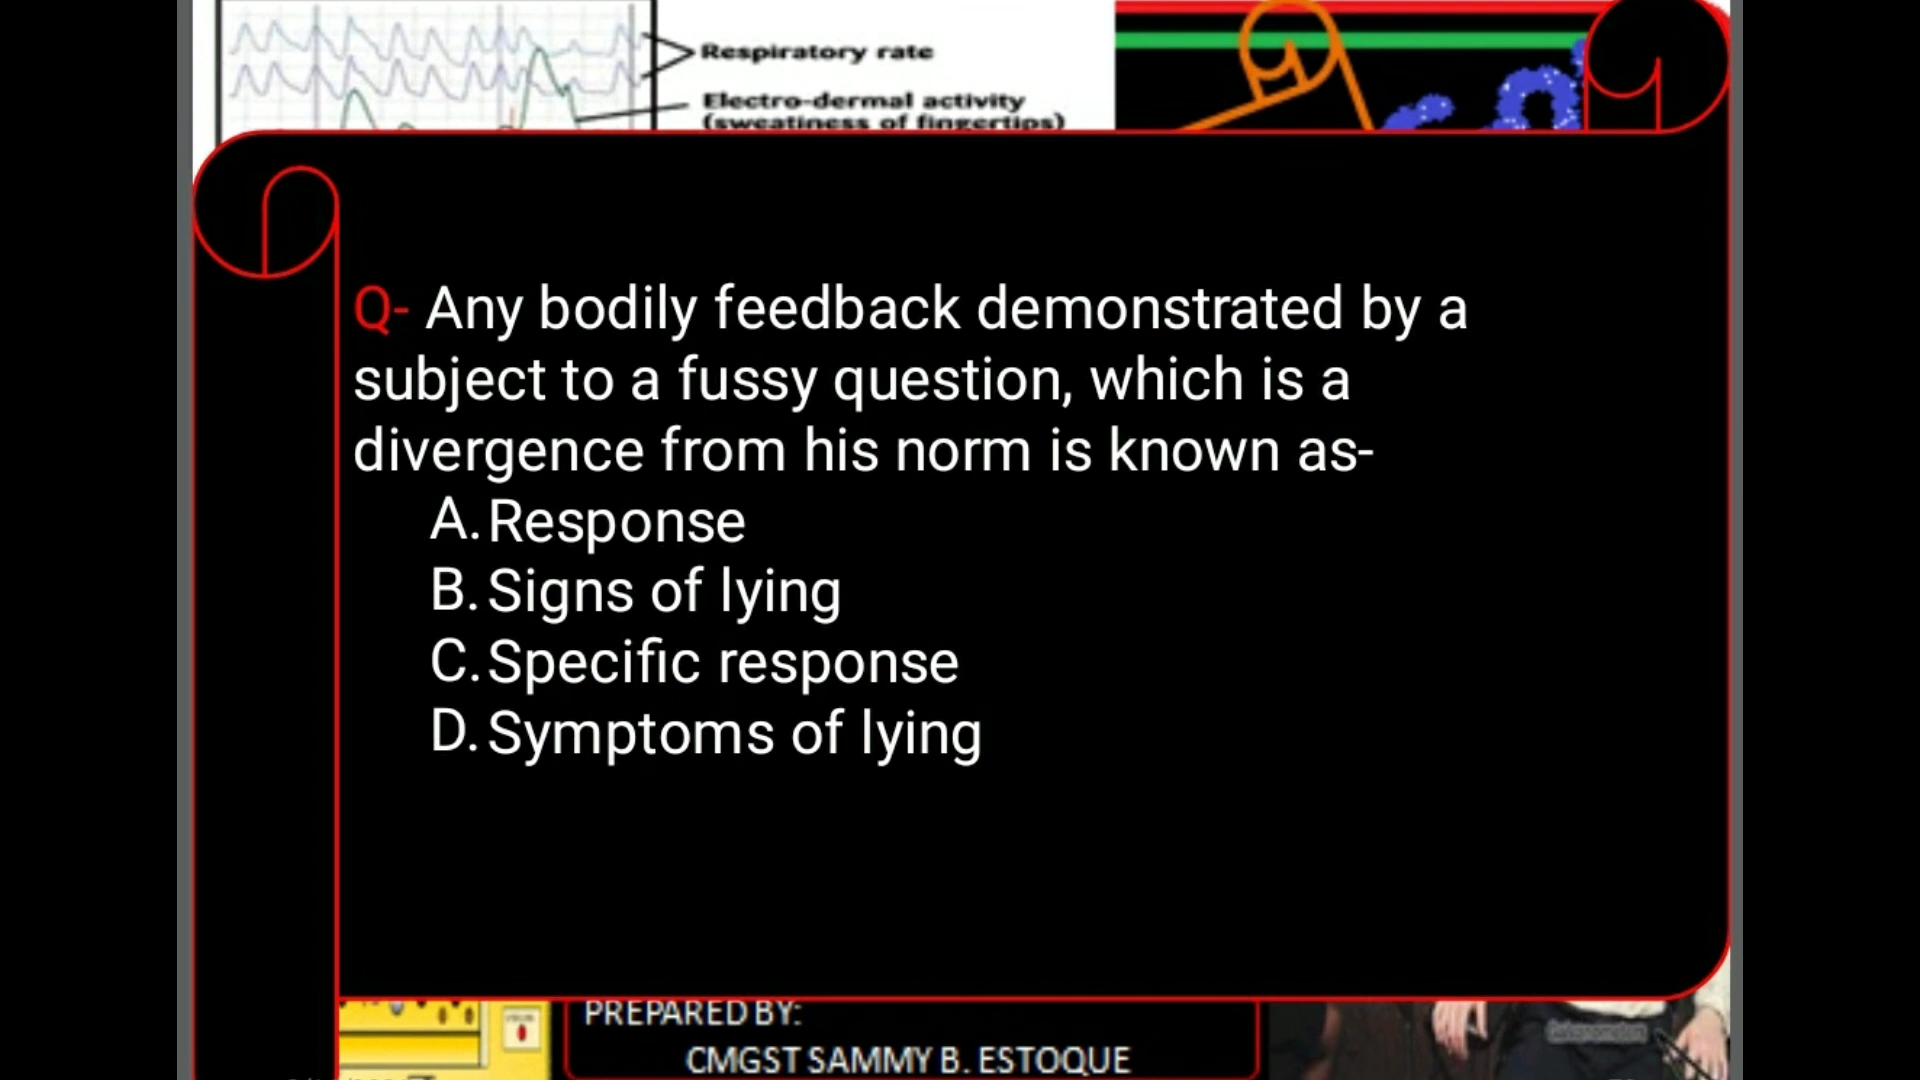 Respiratory rate
Electro-dermal activity
(sweatiness of fingertips)
Q- Any bodily feedback demonstrated by a
subject to a fussy question, which is a
divergence from his norm is known as-
A. Response
B. Signs of lying
C. Specific response
D. Symptoms of lying
PREPARED BY:
CMGST SAMMY B. ESTOQUE